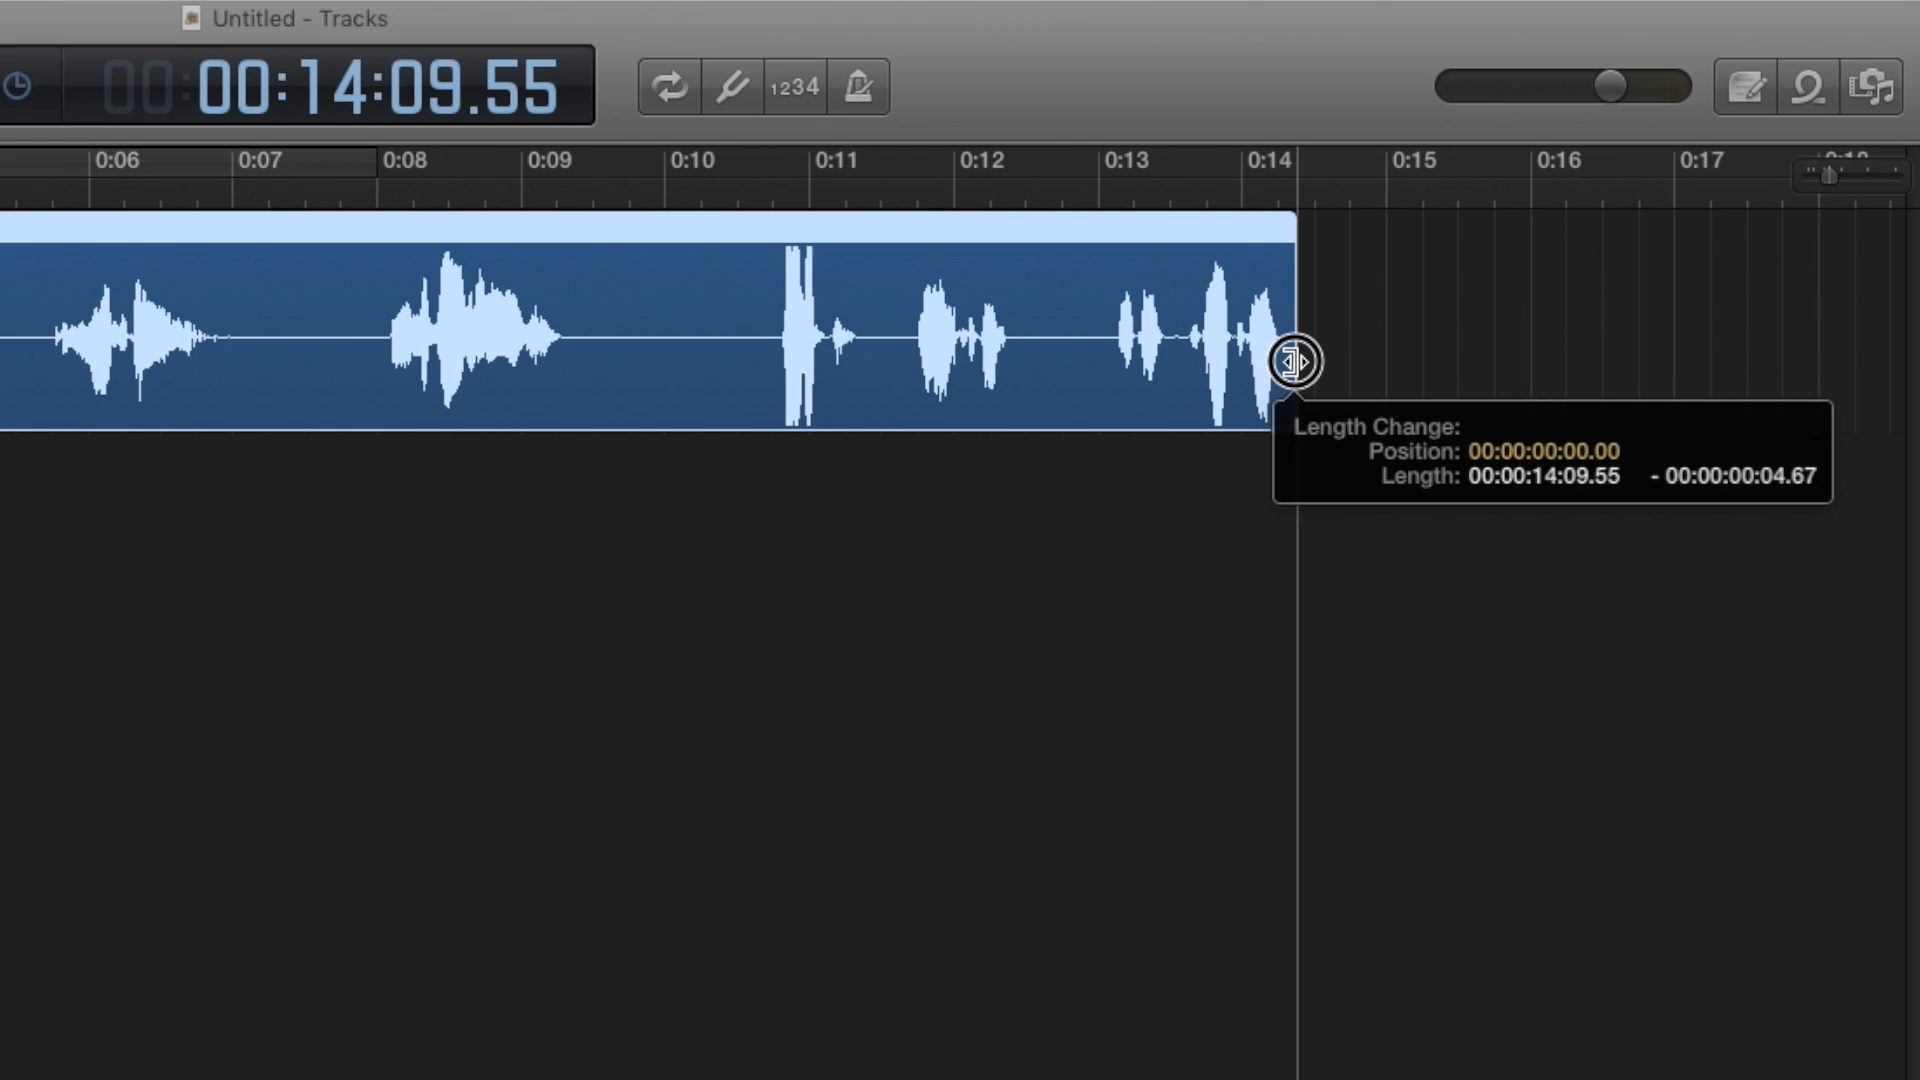 Untitled - Tracks
00:00:14:09.55
1234
0:06 0:07 0:08 0:09 0:10 0:11 0:12 0:13 0:14 0:15 0:16 0:17
Length Change:
Position: 00:00:00:00.00
Length: 00:00:14:09.55 - 00:00:00:04.67